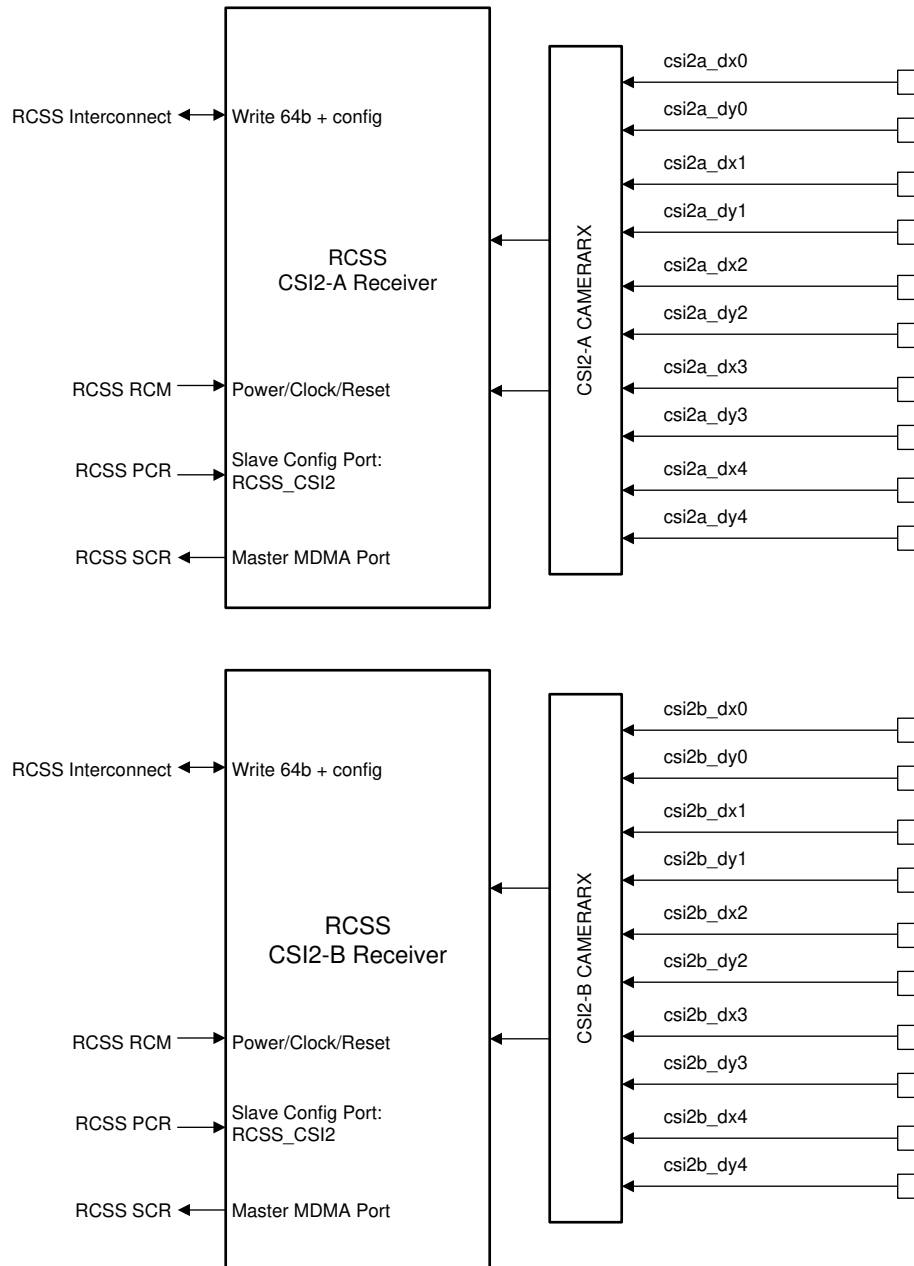 csi2a_dx0
csi2a_dy0
RCSS Interconnect
Write 64b + config
csi2a_dx1
csi2a_dy1
RCSS
CSI2-A Receiver
CSI2-A CAMERARX
csi2a_dx2
csi2a_dy2
csi2a_dx3
RCSS RCM
Power/Clock/Reset
csi2a_dy3
RCSS PCR
Slave Config Port:
RCSS_CSI2
csi2a_dx4
csi2a_dy4
RCSS SCR
Master MDMA Port
csi2b_dx0
csi2b_dy0
RCSS Interconnect
Write 64b + config
csi2b_dx1
csi2b_dy1
RCSS
CSI2-B Receiver
CSI2-B CAMERARX
csi2b_dx2
csi2b_dy2
csi2b_dx3
RCSS RCM
Power/Clock/Reset
csi2b_dy3
RCSS PCR
Slave Config Port:
RCSS_CSI2
csi2b_dx4
csi2b_dy4
RCSS SCR
Master MDMA Port